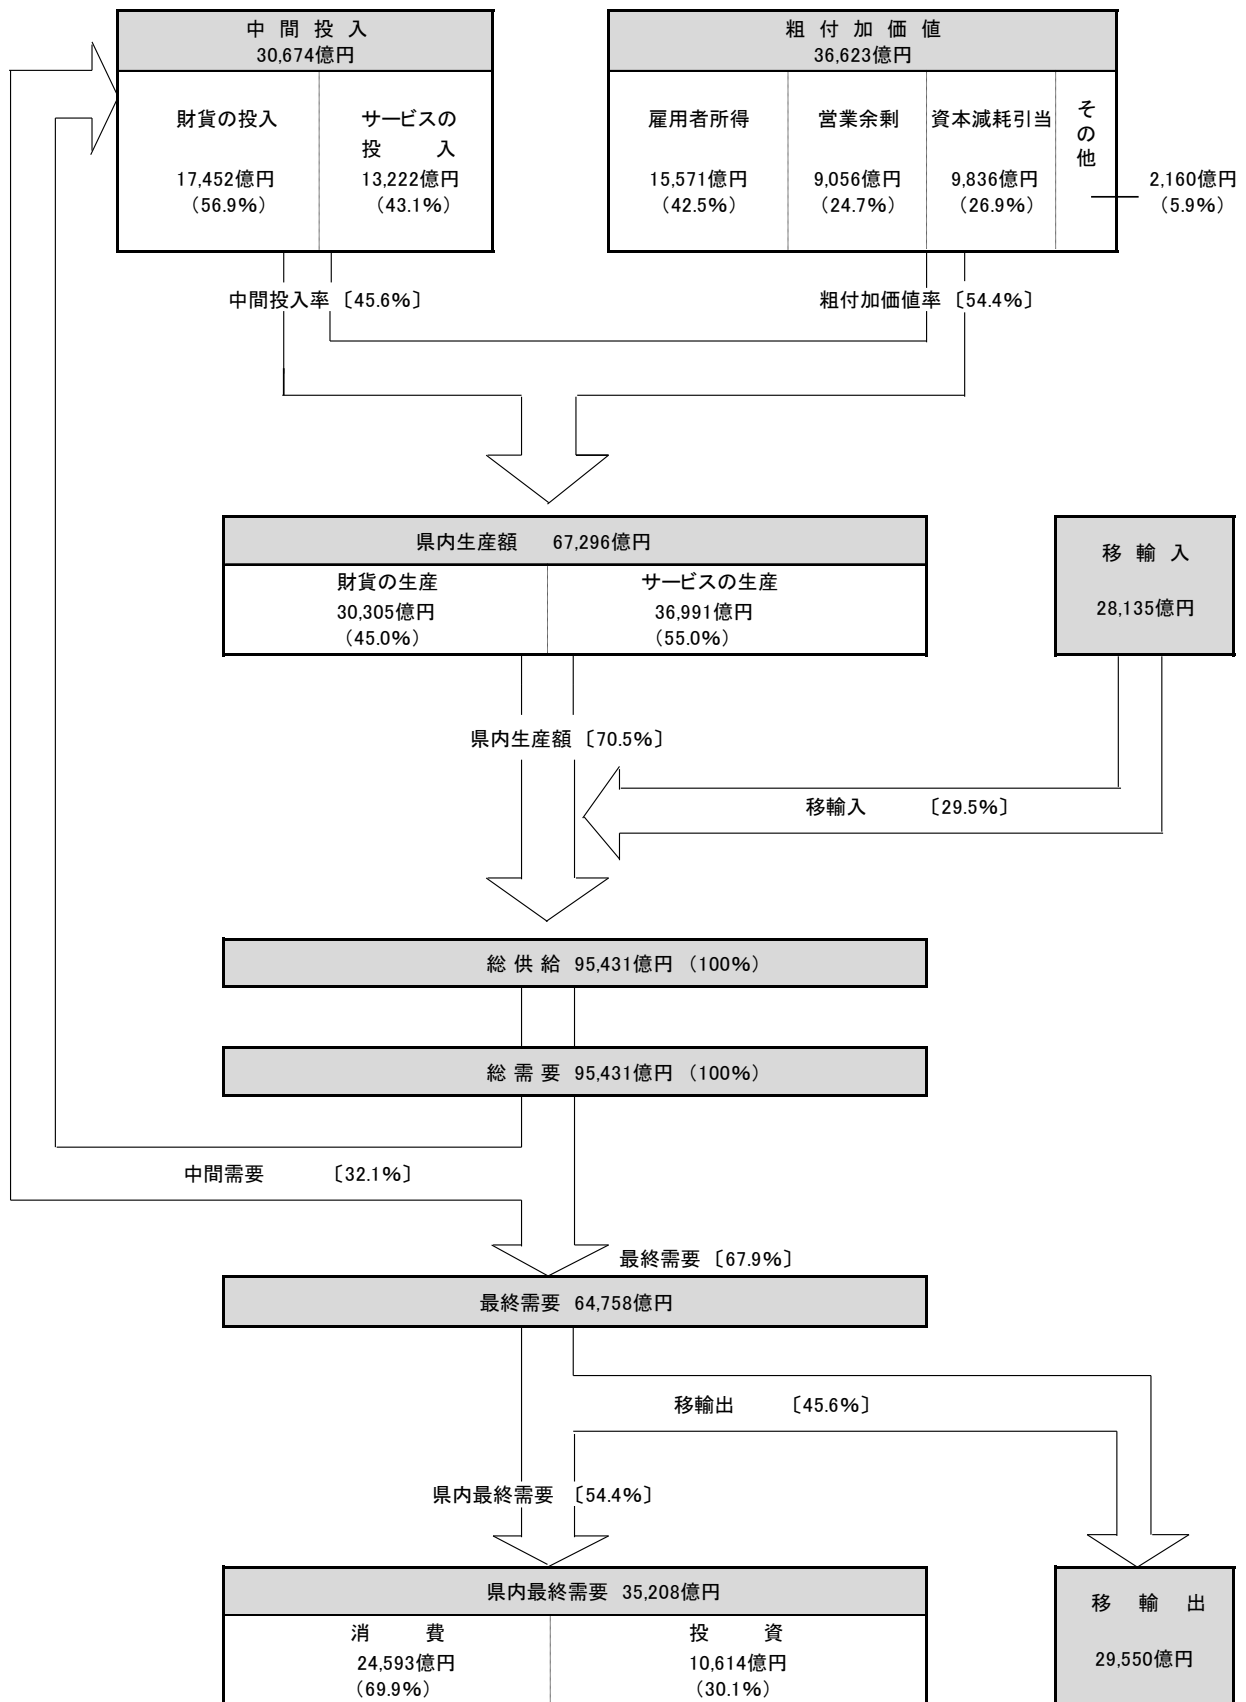 中間投入
30,674億円
財貨の投入
17,452億円
（56.9%）
サービスの
投入
13,222億円
（43.1%）
粗付加価値
36,623億円
雇用者所得
15,571億円
（42.5%）
営業余剰
9,056億円
（24.7%）
資本減耗引当
9,836億円
（26.9%）
その他
2,160億円
（5.9%）
中間投入率〔45.6%〕
粗付加価値率〔54.4%〕
県内生産額 67,296億円
財貨の生産
30,305億円
（45.0%）
サービスの生産
36,991億円
（55.0%）
移輸入
28,135億円
県内生産額〔70.5%〕
移輸入〔29.5%〕
総供給 95,431億円（100%）
総需要 95,431億円（100%）
中間需要〔32.1%〕
最終需要〔67.9%〕
最終需要 64,758億円
移輸出〔45.6%〕
県内最終需要〔54.4%〕
県内最終需要 35,208億円
消費
24,593億円
（69.9%）
投資
10,614億円
（30.1%）
移輸出
29,550億円